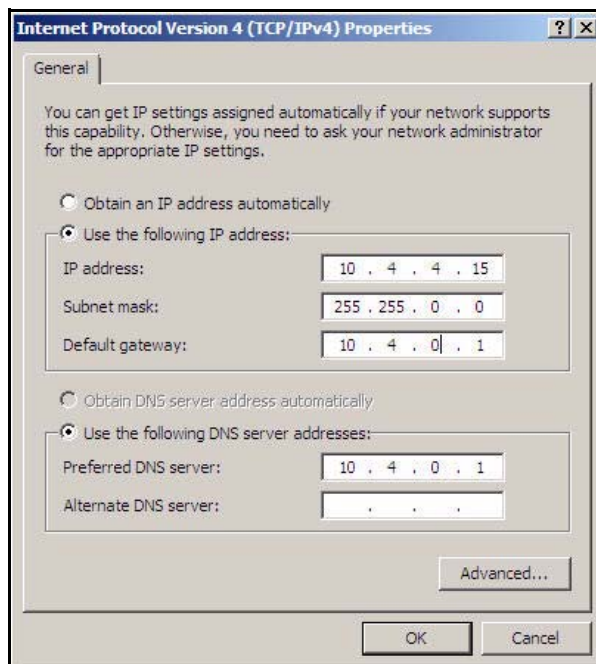 Internet Protocol Version 4 (TCP/IPv4) Properties
General
You can get IP settings assigned automatically if your network supports
this capability. Otherwise, you need to ask your network administrator
for the appropriate IP settings.
Obtain an IP address automatically
Use the following IP address:
IP address: 10 . 4 . 4 . 15
Subnet mask: 255 . 255 . 0 . 0
Default gateway: 10 . 4 . 0 . 1
Obtain DNS server address automatically
Use the following DNS server addresses:
Preferred DNS server: 10 . 4 . 0 . 1
Alternate DNS server: . . .
Advanced...
OK Cancel